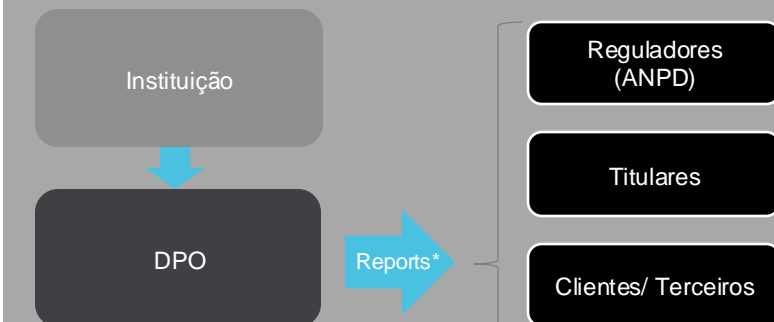 Instituição
DPO
Reports*
Reguladores
(ANPD)
Titulares
Clientes/ Terceiros